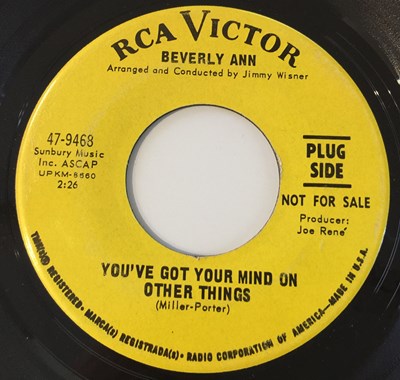 RCA VICTOR
BEVERLY ANN
Arranged and Conducted by Jimmy Wisner
47-9468
Sunbury Music
Inc. ASCAP
UPKM-8660
2:26
PLUG
SIDE
NOT FOR SALE
Producer:
Joe René
YOU'VE GOT YOUR MIND ON
OTHER THINGS
(Miller-Porter)
TMK(s)® REGISTERED • MARCA(s) REGISTRADA(s) • RADIO CORPORATION OF AMERICA—MADE IN U.S.A.